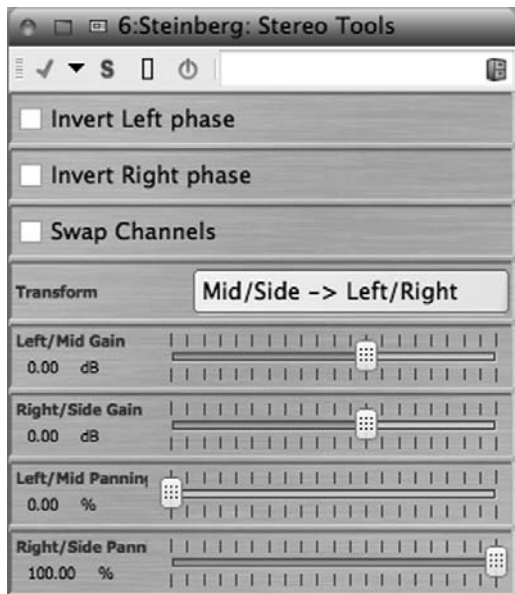 6:Steinberg: Stereo Tools
S
Invert Left phase
Invert Right phase
Swap Channels
Transform Mid/Side -> Left/Right
Left/Mid Gain
0.00 dB
Right/Side Gain
0.00 dB
Left/Mid Panning
0.00 %
Right/Side Pann
100.00 %